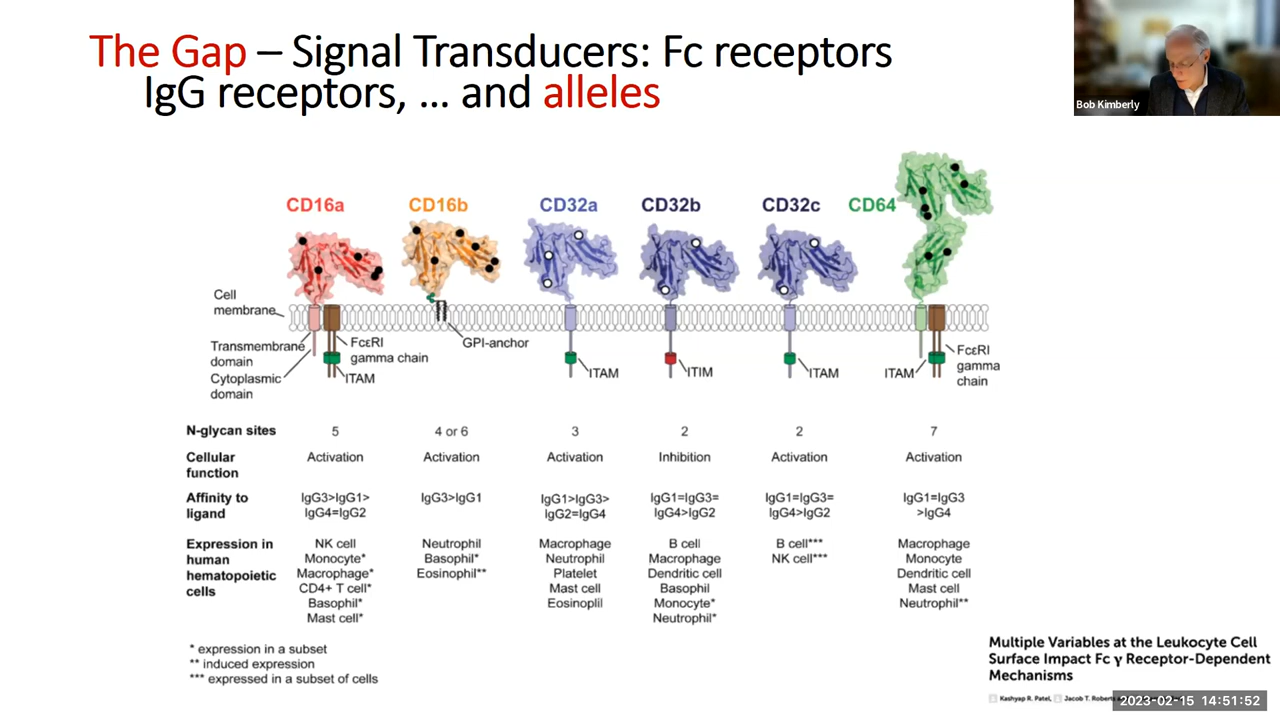 The Gap – Signal Transducers: Fc receptors
IgG receptors, … and alleles
Bob Kimberly
CD16a
CD16b
CD32a
CD32b
CD32c
CD64
Cell
membrane
Transmembrane
domain
Cytoplasmic
domain
FcεRI
gamma chain
ITAM
GPI-anchor
ITAM
ITIM
ITAM
ITAM
FcεRI
gamma
chain
N-glycan sites 5 4 or 6 3 2 2 7
Cellular
function
Activation Activation Activation Inhibition Activation Activation
Affinity to
ligand
IgG3>IgG1>
IgG4=IgG2
IgG3>IgG1
IgG1>IgG3>
IgG2=IgG4
IgG1=IgG3=
IgG4>IgG2
IgG1=IgG3=
IgG4>IgG2
IgG1=IgG3
>IgG4
Expression in
human
hematopoietic
cells
NK cell
Monocyte*
Macrophage*
CD4+ T cell*
Basophil*
Mast cell*
Neutrophil
Basophil*
Eosinophil**
Macrophage
Neutrophil
Platelet
Mast cell
Eosinoplil
B cell
Macrophage
Dendritic cell
Basophil
Monocyte*
Neutrophil*
B cell***
NK cell***
Macrophage
Monocyte
Dendritic cell
Mast cell
Neutrophil**
* expression in a subset
** induced expression
*** expressed in a subset of cells
Multiple Variables at the Leukocyte Cell
Surface Impact Fc γ Receptor-Dependent
Mechanisms
Kashyap R. Patel, Jacob T. Roberts
2023-02-15 14:51:52